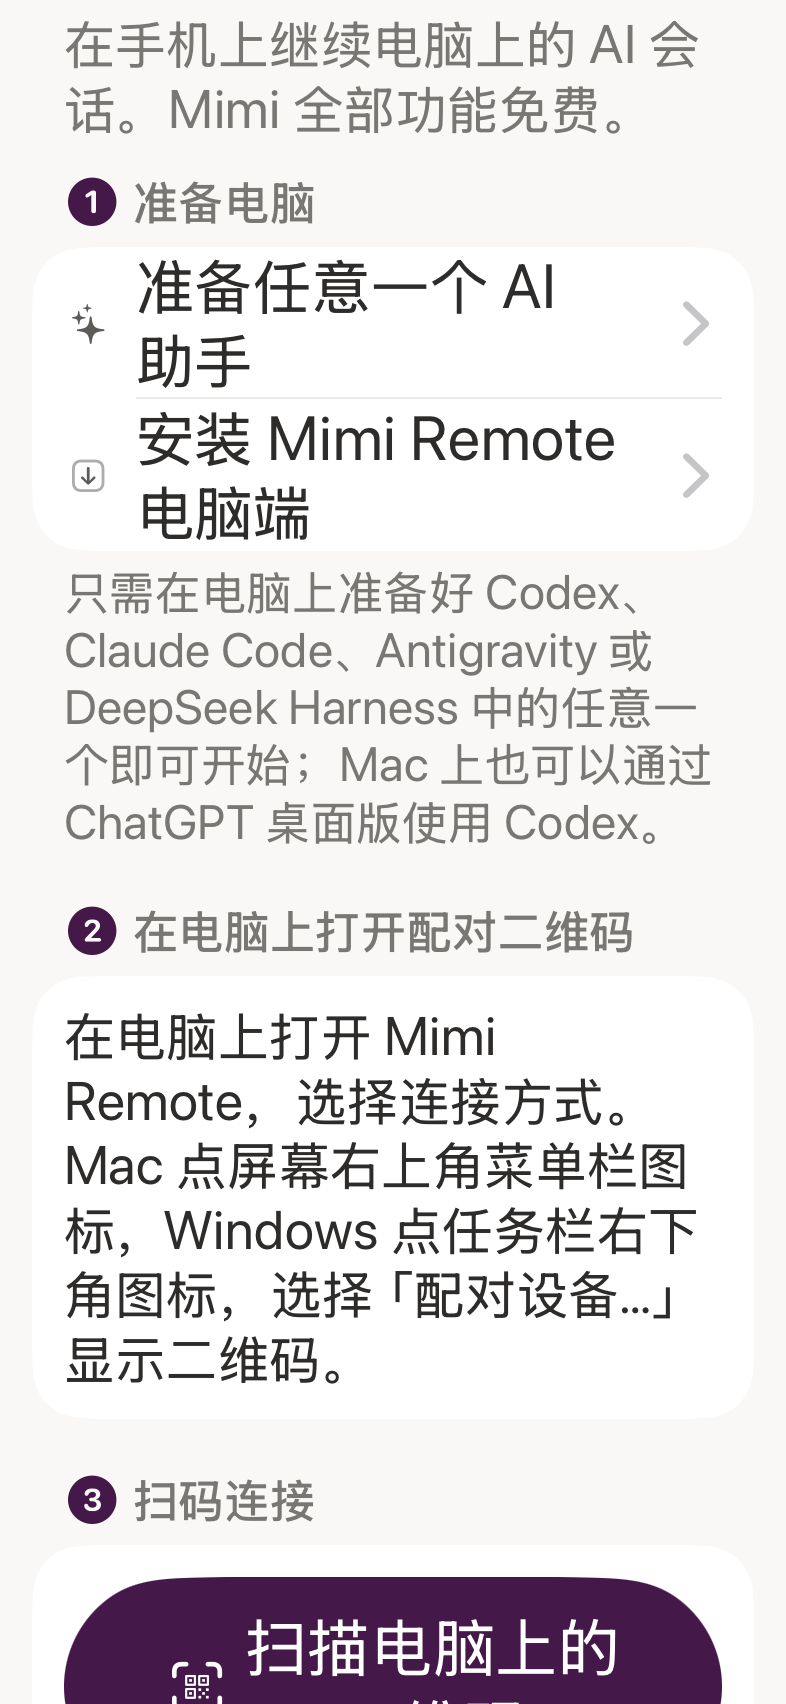 在手机上继续电脑上的 AI 会
话。Mimi 全部功能免费。
1 准备电脑
准备任意一个 AI
助手
安装 Mimi Remote
电脑端
只需在电脑上准备好 Codex、
Claude Code、Antigravity 或
DeepSeek Harness 中的任意一
个即可开始；Mac 上也可以通过
ChatGPT 桌面版使用 Codex。
2 在电脑上打开配对二维码
在电脑上打开 Mimi
Remote，选择连接方式。
Mac 点屏幕右上角菜单栏图
标，Windows 点任务栏右下
角图标，选择「配对设备…」
显示二维码。
3 扫码连接
扫描电脑上的